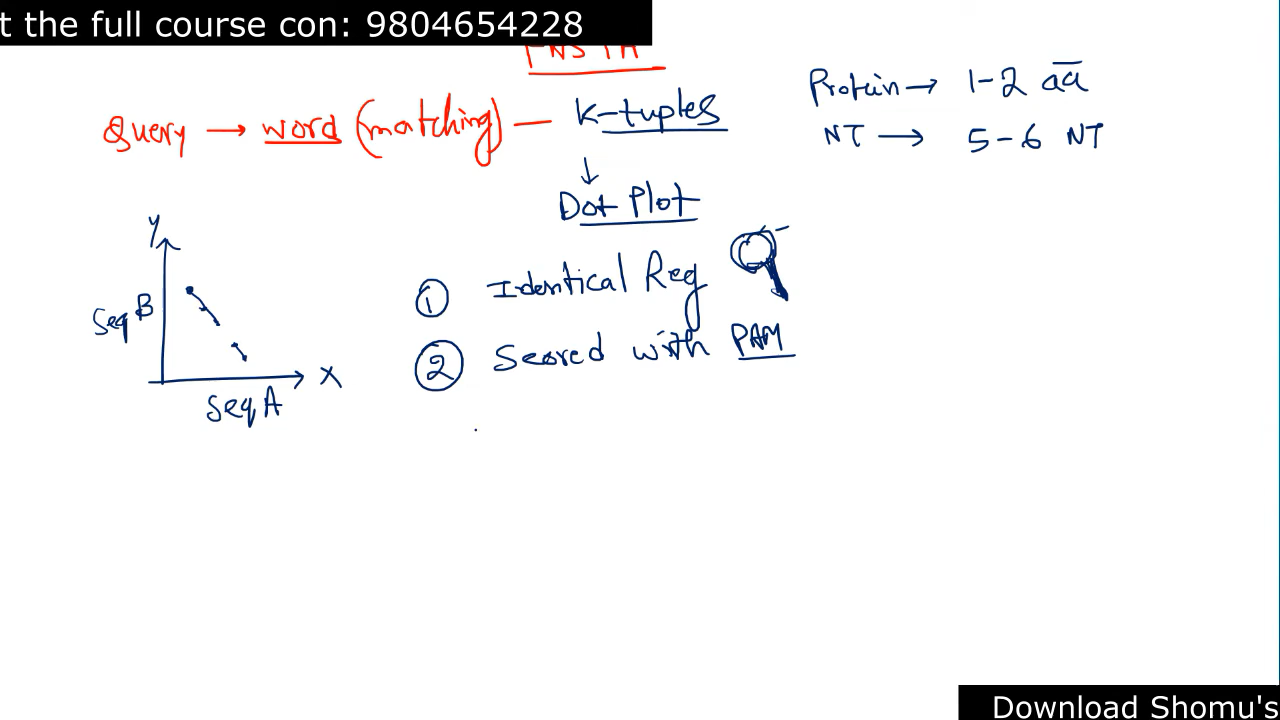 t the full course con: 9804654228
Query → word (matching) — K-tuples
Protein → 1-2 aa
NT → 5-6 NT
↓
Dot Plot
Y
Seq B
X
Seq A
① Identical Reg
② Scored with PAM
Download Shomu's